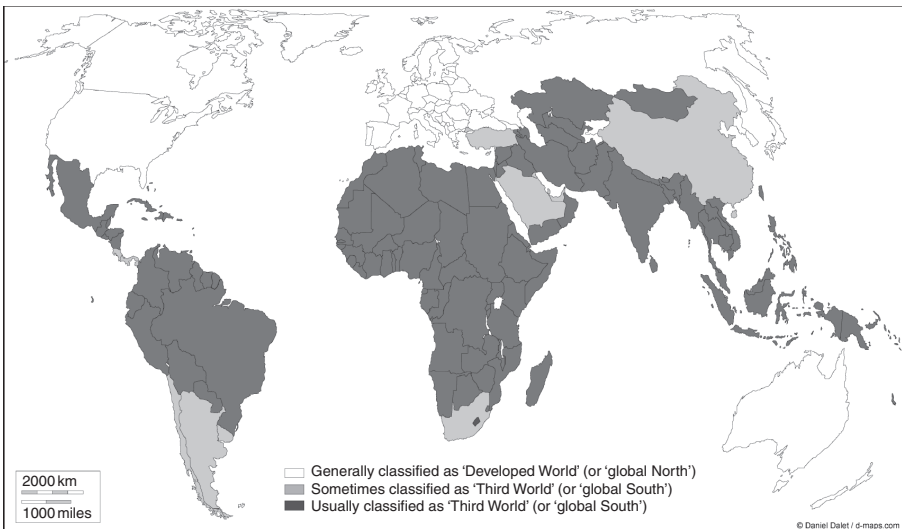 2000 km
1000 miles
Generally classified as ‘Developed World’ (or ‘global North’)
Sometimes classified as ‘Third World’ (or ‘global South’)
Usually classified as ‘Third World’ (or ‘global South’)
© Daniel Dalet / d-maps.com